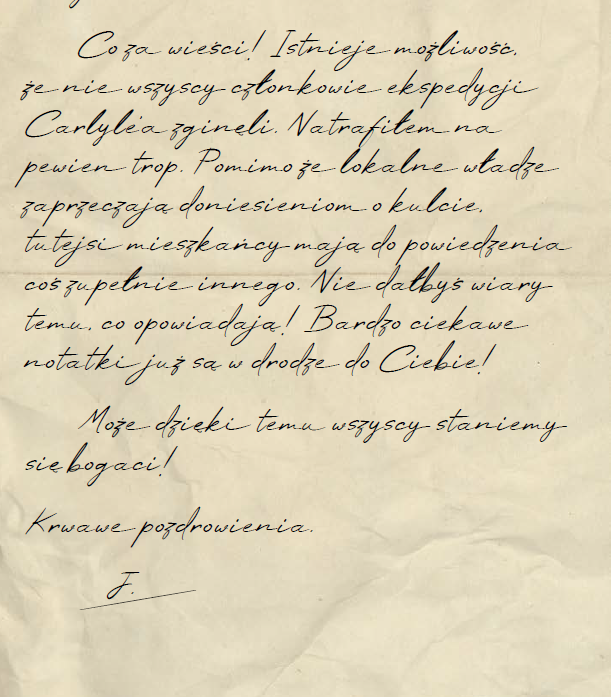 Co za wieści! Istnieje możliwość,
że nie wszyscy członkowie ekspedycji
Carlyle'a zginęli. Natrafiłem na
pewien trop. Pomimo że lokalne władze
zaprzeczają doniesieniom o kulcie,
tutejsi mieszkańcy mają do powiedzenia
coś zupełnie innego. Nie dałbyś wiary
temu, co opowiadają! Bardzo ciekawe
notatki już są w drodze do Ciebie!
Może dzięki temu wszyscy staniemy
się bogaci!
Krwawe pozdrowienia.
J.